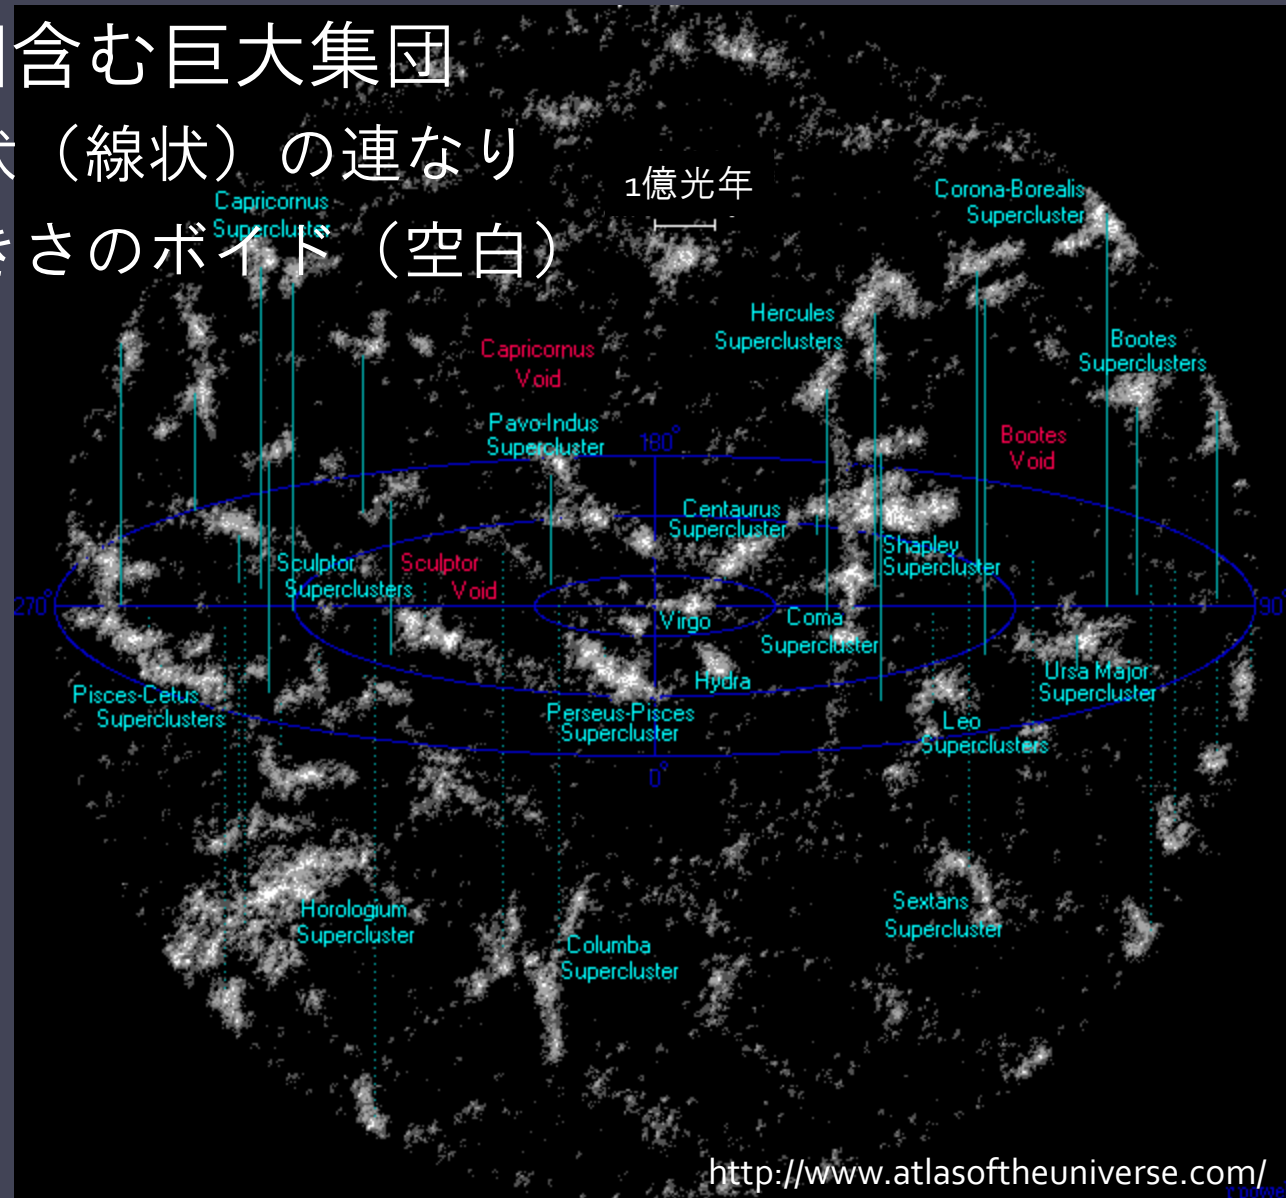 含む巨大集団
（線状）の連なり
さのボイド（空白）
1億光年
Capricornus
Supercluster
Corona-Borealis
Supercluster
Hercules
Superclusters
Bootes
Superclusters
Capricornus
Void
Pavo-Indus
Supercluster
180°
Bootes
Void
Centaurus
Supercluster
Shapley
Supercluster
Sculptor
Superclusters
Sculptor
Void
270°
90°
Virgo
Coma
Supercluster
Hydra
Ursa Major
Supercluster
Pisces-Cetus
Superclusters
Perseus-Pisces
Supercluster
Leo
Superclusters
0°
Horologium
Supercluster
Sextans
Supercluster
Columba
Supercluster
http://www.atlasoftheuniverse.com/